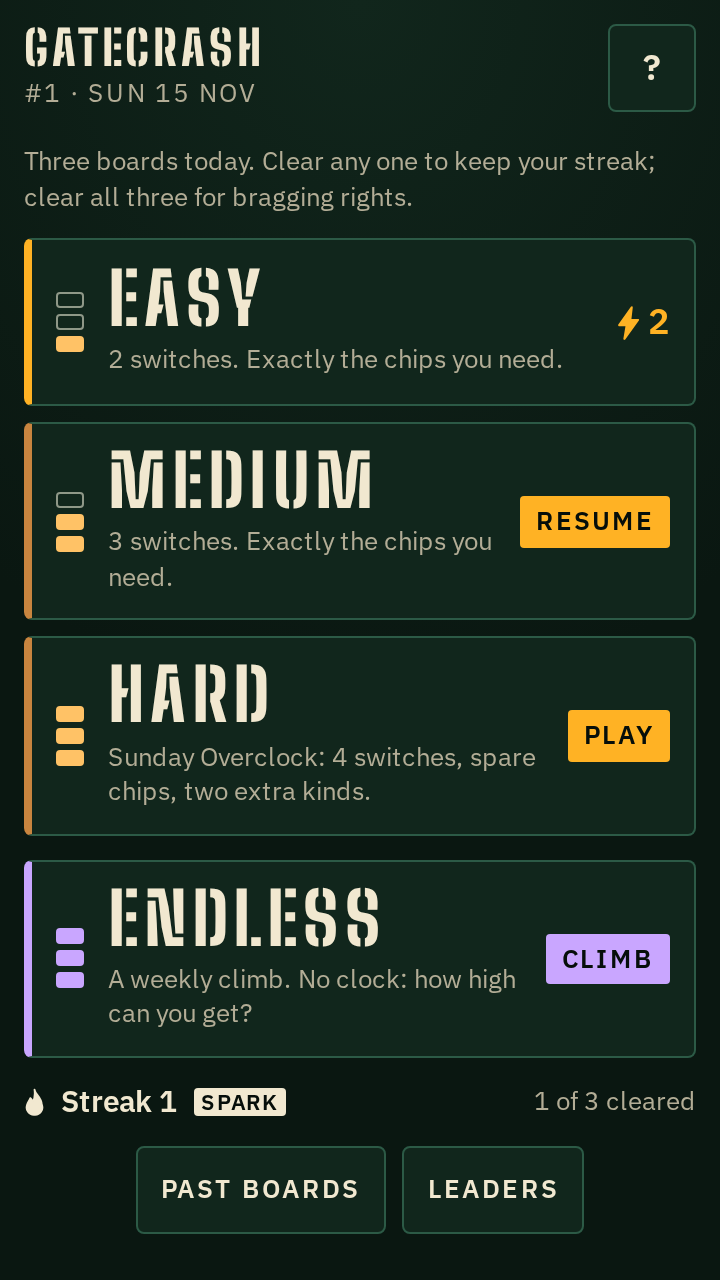 GATECRASH
#1 · SUN 15 NOV
?
Three boards today. Clear any one to keep your streak;
clear all three for bragging rights.
EASY
2 switches. Exactly the chips you need.
2
MEDIUM
3 switches. Exactly the chips you
need.
RESUME
HARD
Sunday Overclock: 4 switches, spare
chips, two extra kinds.
PLAY
ENDLESS
A weekly climb. No clock: how high
can you get?
CLIMB
Streak 1 SPARK
1 of 3 cleared
PAST BOARDS
LEADERS